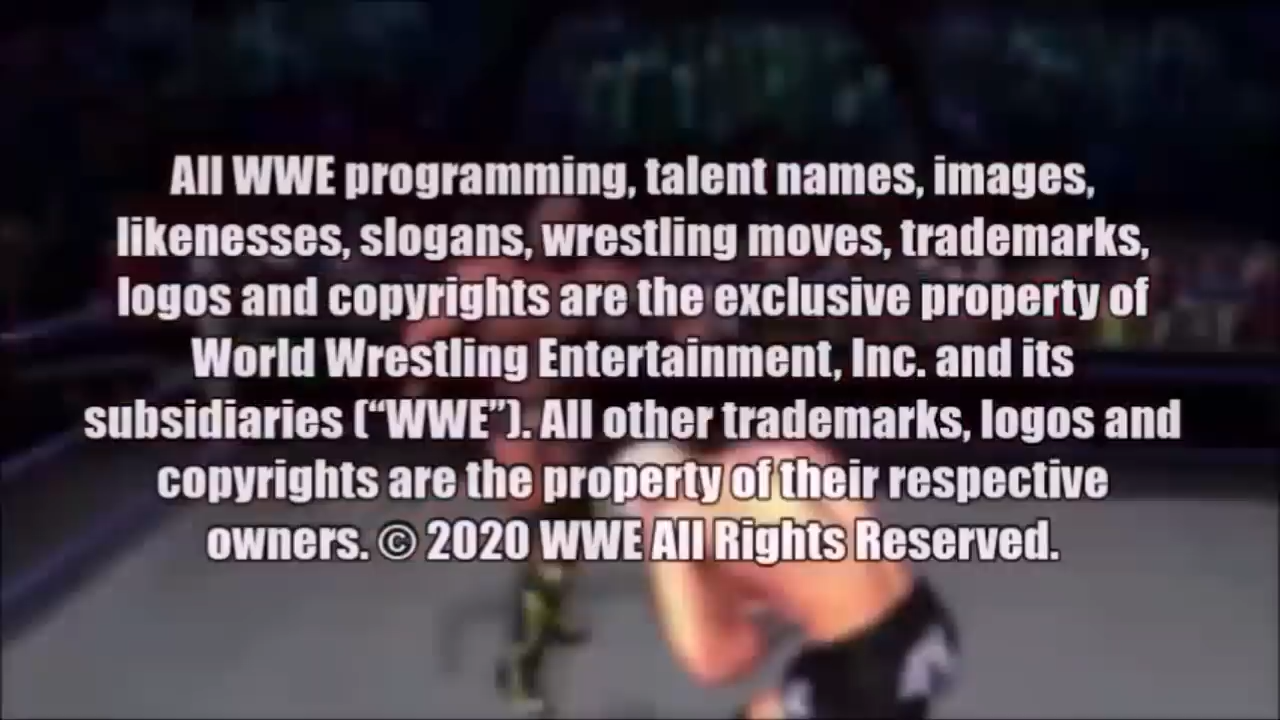 All WWE programming, talent names, images,
likenesses, slogans, wrestling moves, trademarks,
logos and copyrights are the exclusive property of
World Wrestling Entertainment, Inc. and its
subsidiaries (“WWE”). All other trademarks, logos and
copyrights are the property of their respective
owners. © 2020 WWE All Rights Reserved.